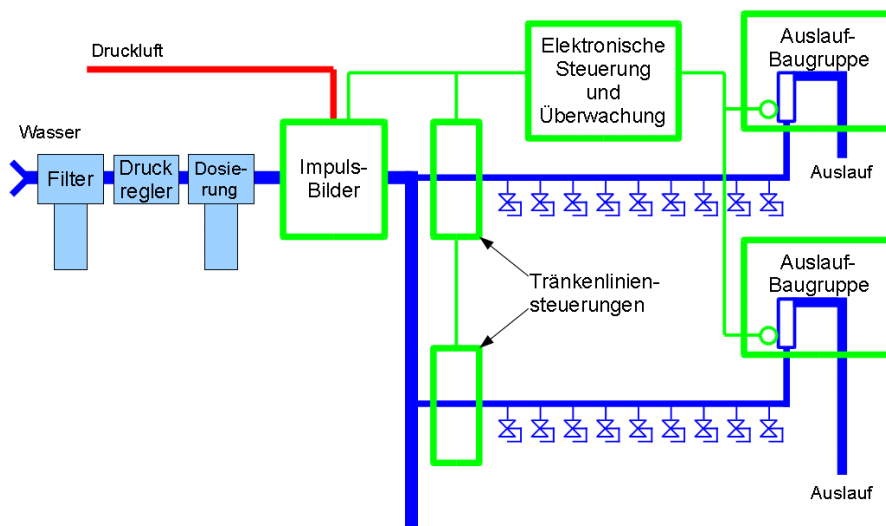 Druckluft
Wasser
Filter
Druck
regler
Dosie-
rung
Impuls-
Bilder
Elektronische
Steuerung
und
Überwachung
Auslauf-
Baugruppe
Auslauf
Tränkenlinien-
steuerungen
Auslauf-
Baugruppe
Auslauf